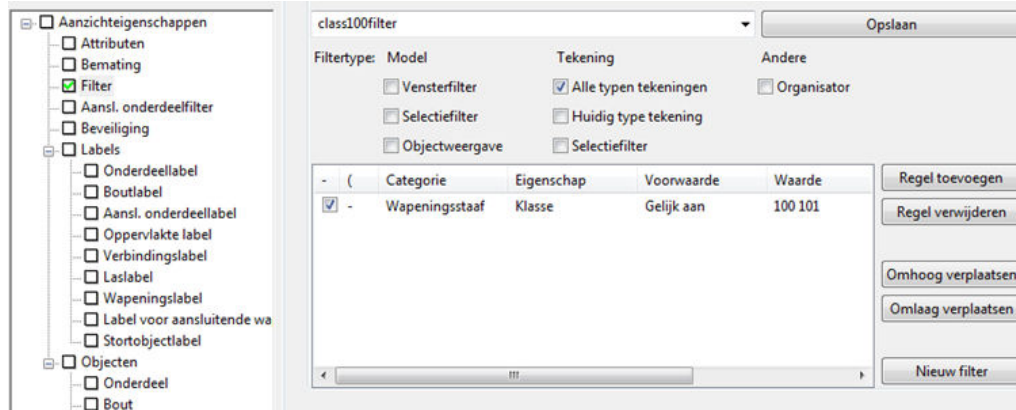 Aanzichteigenschappen
Attributen
Bemating
Filter
Aansl. onderdeelfilter
Beveiliging
Labels
Onderdeellabel
Boutlabel
Aansl. onderdeellabel
Oppervlakte label
Verbindingslabel
Laslabel
Wapeningslabel
Label voor aansluitende wa
Stortobjectlabel
Objecten
Onderdeel
Bout
class100filter
Opslaan
Filtertype: Model Tekening Andere
Vensterfilter Alle typen tekeningen Organisator
Selectiefilter Huidig type tekening
Objectweergave Selectiefilter
- ( Categorie Eigenschap Voorwaarde Waarde
- Wapeningsstaaf Klasse Gelijk aan 100 101
Regel toevoegen
Regel verwijderen
Omhoog verplaatsen
Omlaag verplaatsen
Nieuw filter